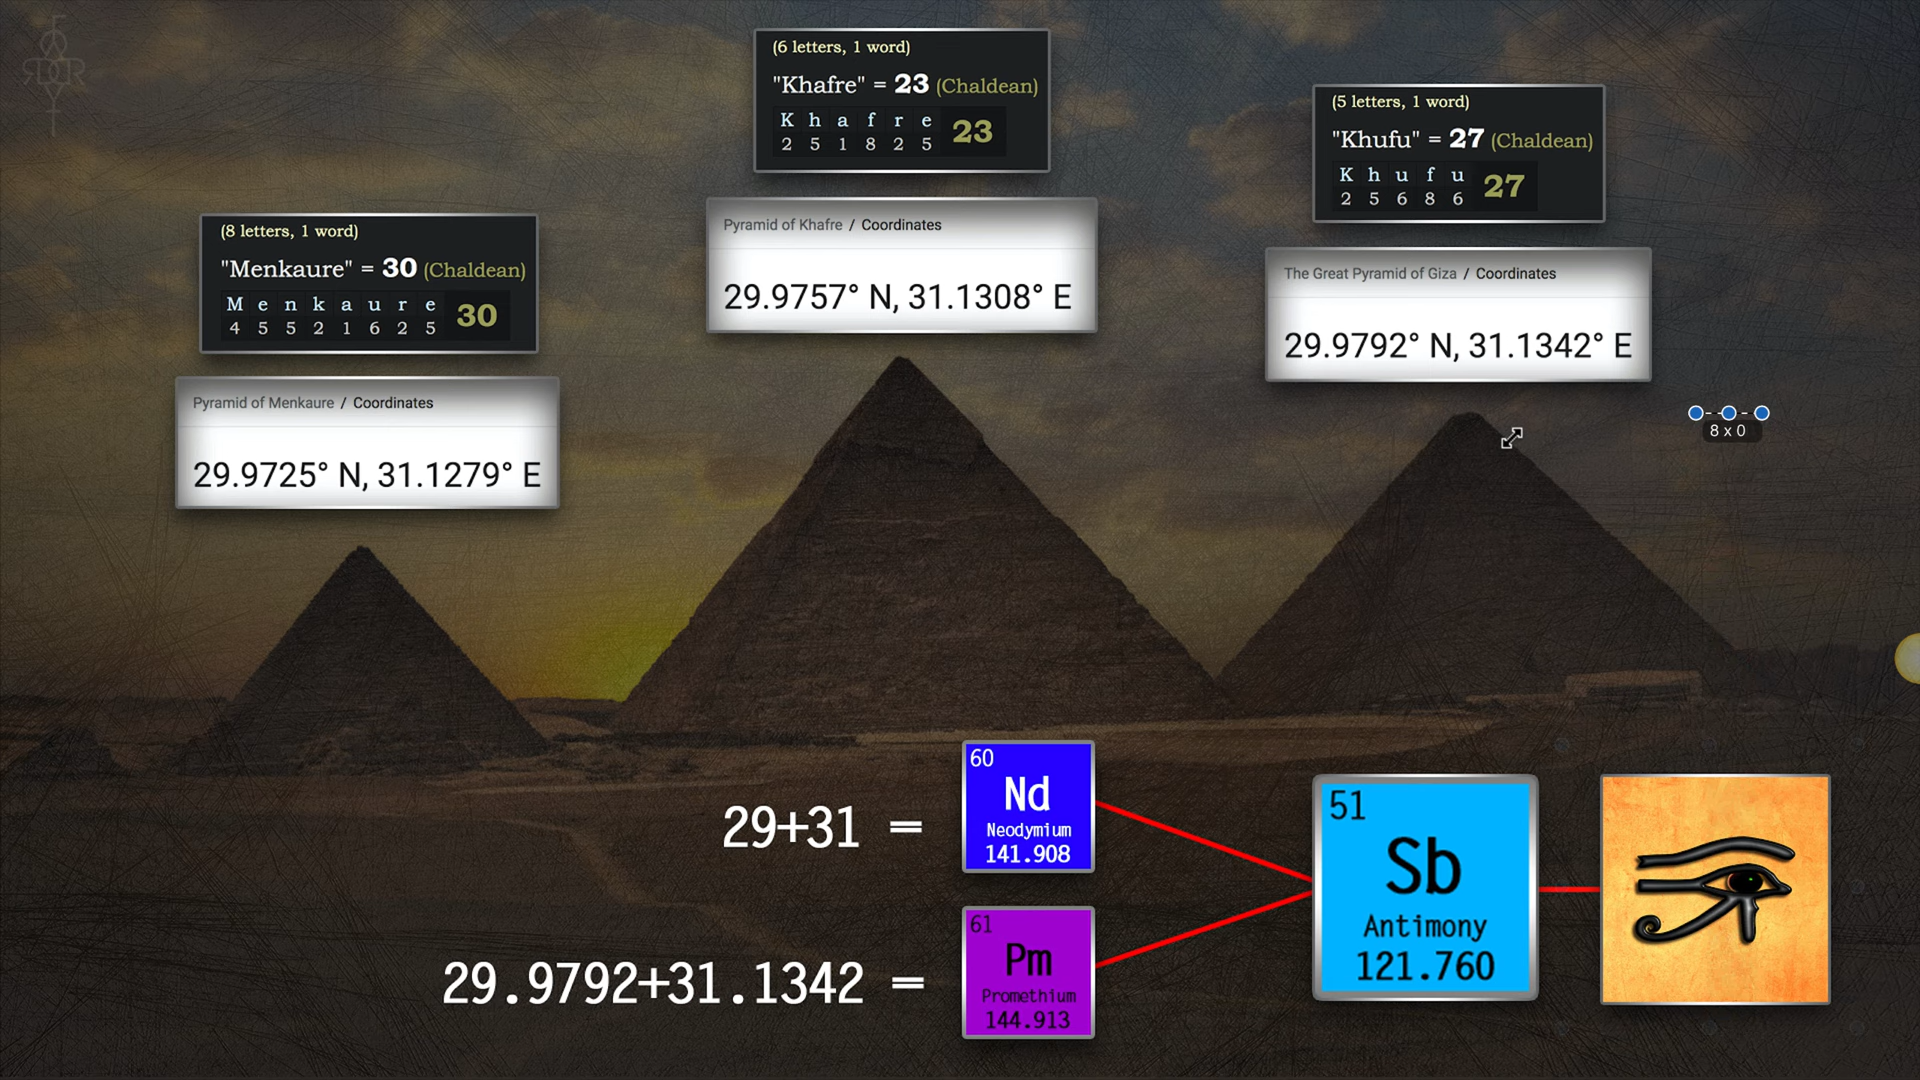 (6 letters, 1 word)
"Khafre" = 23 (Chaldean)
K h a f r e 23
2 5 1 8 2 5
Pyramid of Khafre / Coordinates
29.9757° N, 31.1308° E
(5 letters, 1 word)
"Khufu" = 27 (Chaldean)
K h u f u 27
2 5 6 8 6
The Great Pyramid of Giza / Coordinates
29.9792° N, 31.1342° E
8 x 0
(8 letters, 1 word)
"Menkaure" = 30 (Chaldean)
M e n k a u r e 30
4 5 5 2 1 6 2 5
Pyramid of Menkaure / Coordinates
29.9725° N, 31.1279° E
29+31 =
60
Nd
Neodymium
141.908
29.9792+31.1342 =
61
Pm
Promethium
144.913
51
Sb
Antimony
121.760